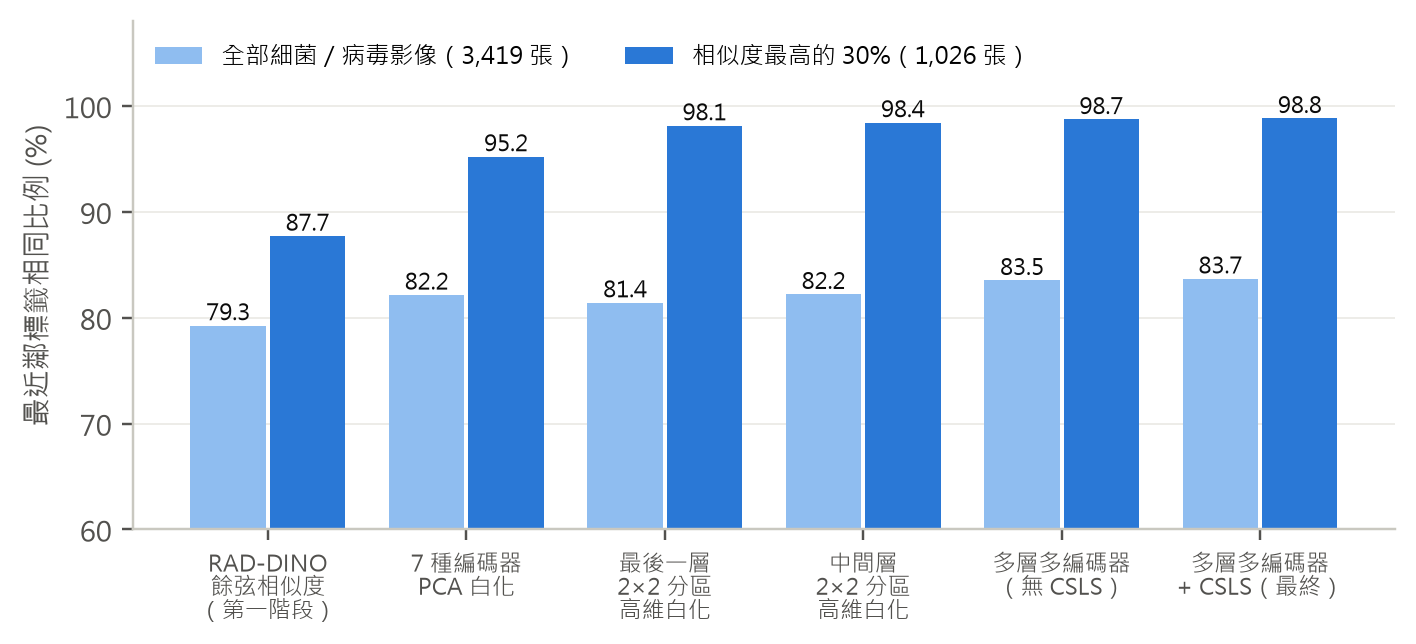 全部細菌 / 病毒影像（3,419 張）
相似度最高的 30%（1,026 張）
最近鄰標籤相同比例 (%)
100
90
80
70
60
79.3
87.7
82.2
95.2
81.4
98.1
82.2
98.4
83.5
98.7
83.7
98.8
RAD-DINO
餘弦相似度
（第一階段）
7 種編碼器
PCA 白化
最後一層
2×2 分區
高維白化
中間層
2×2 分區
高維白化
多層多編碼器
（無 CSLS）
多層多編碼器
+ CSLS（最終）